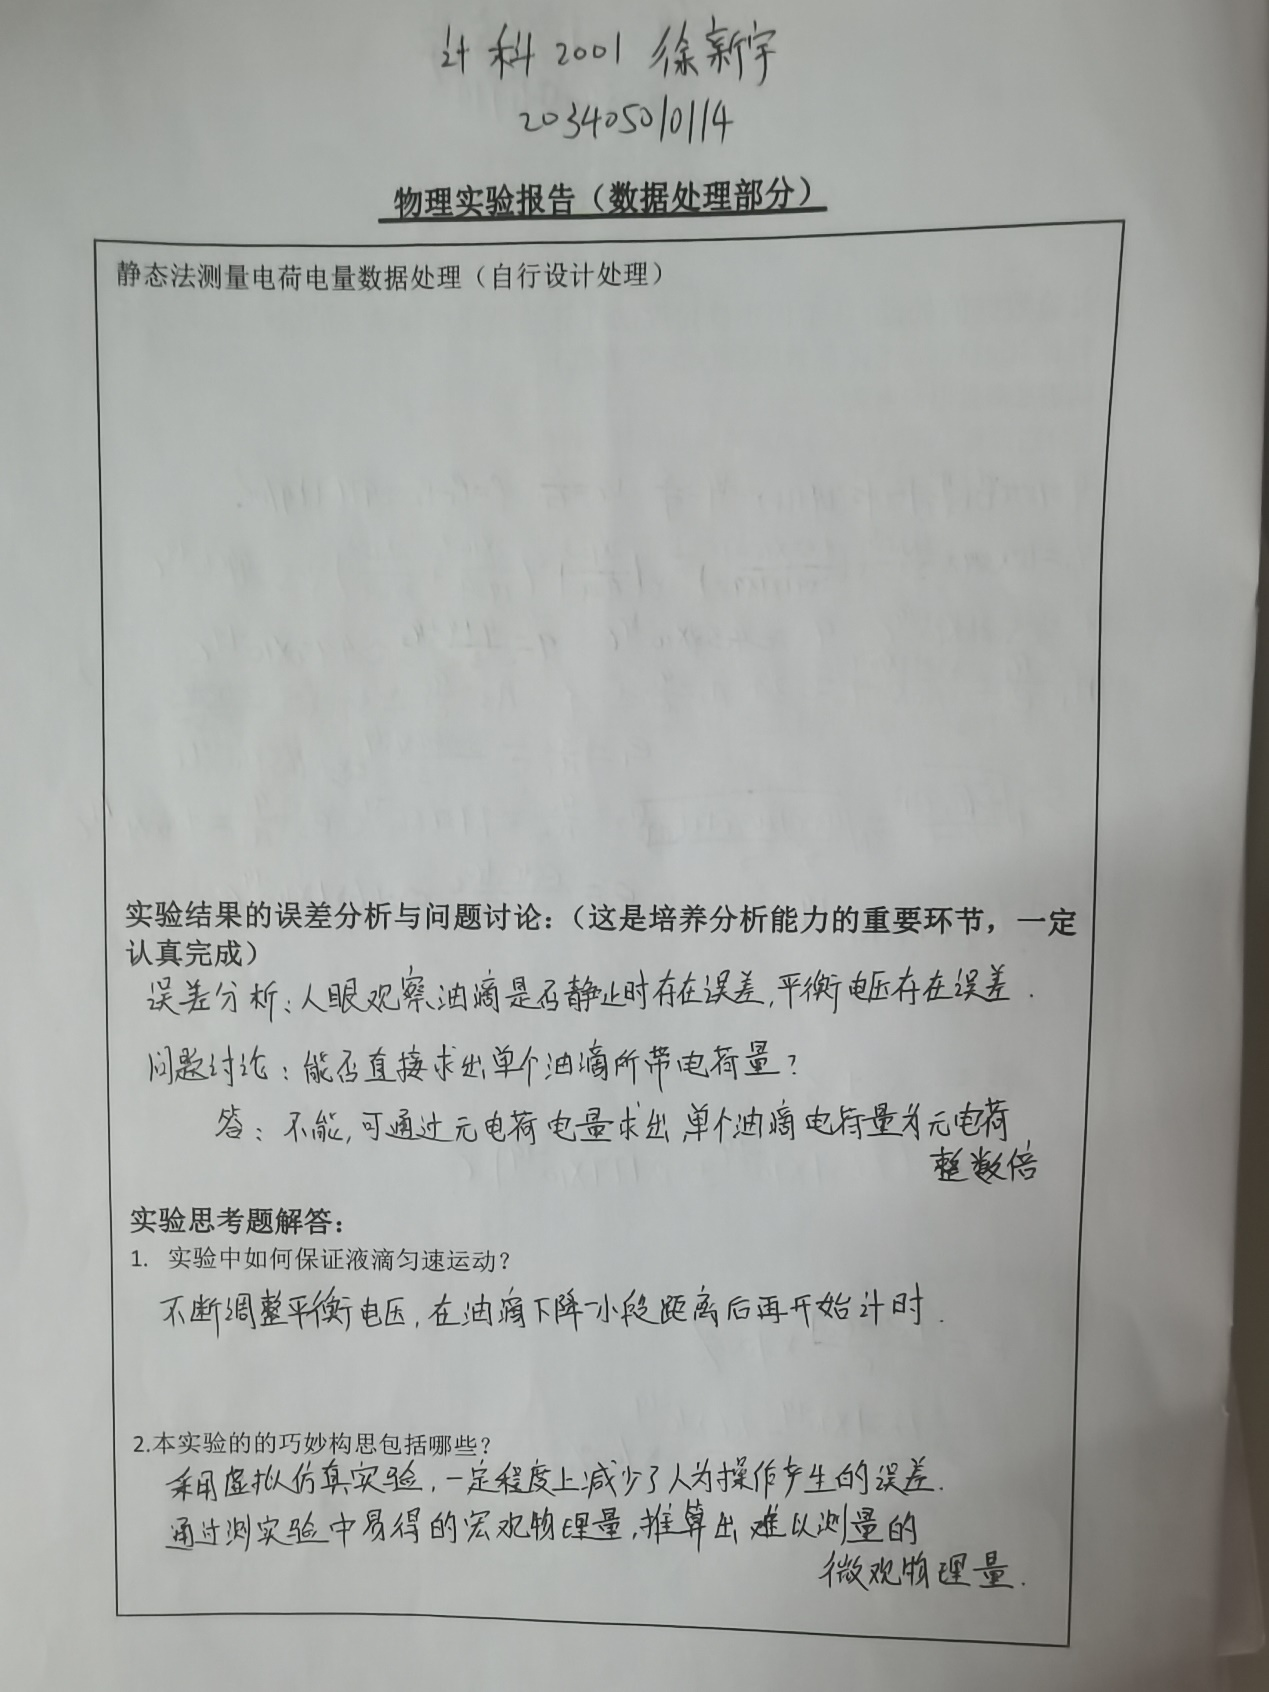 计科2001 徐新宇
203405010114
物理实验报告（数据处理部分）
静态法测量电荷电量数据处理（自行设计处理）
实验结果的误差分析与问题讨论：（这是培养分析能力的重要环节，一定
认真完成）
误差分析：人眼观察油滴是否静止时存在误差，平衡电压存在误差．
问题讨论：能否直接求出单个油滴所带电荷量？
答：不能，可通过元电荷电量求出，单个油滴电荷量为元电荷
整数倍
实验思考题解答：
1. 实验中如何保证液滴匀速运动？
不断调整平衡电压，在油滴下降一小段距离后再开始计时．
2.本实验的的巧妙构思包括哪些？
采用虚拟仿真实验，一定程度上减少了人为操作产生的误差．
通过测实验中易得的宏观物理量，推算出难以测量的
微观物理量．